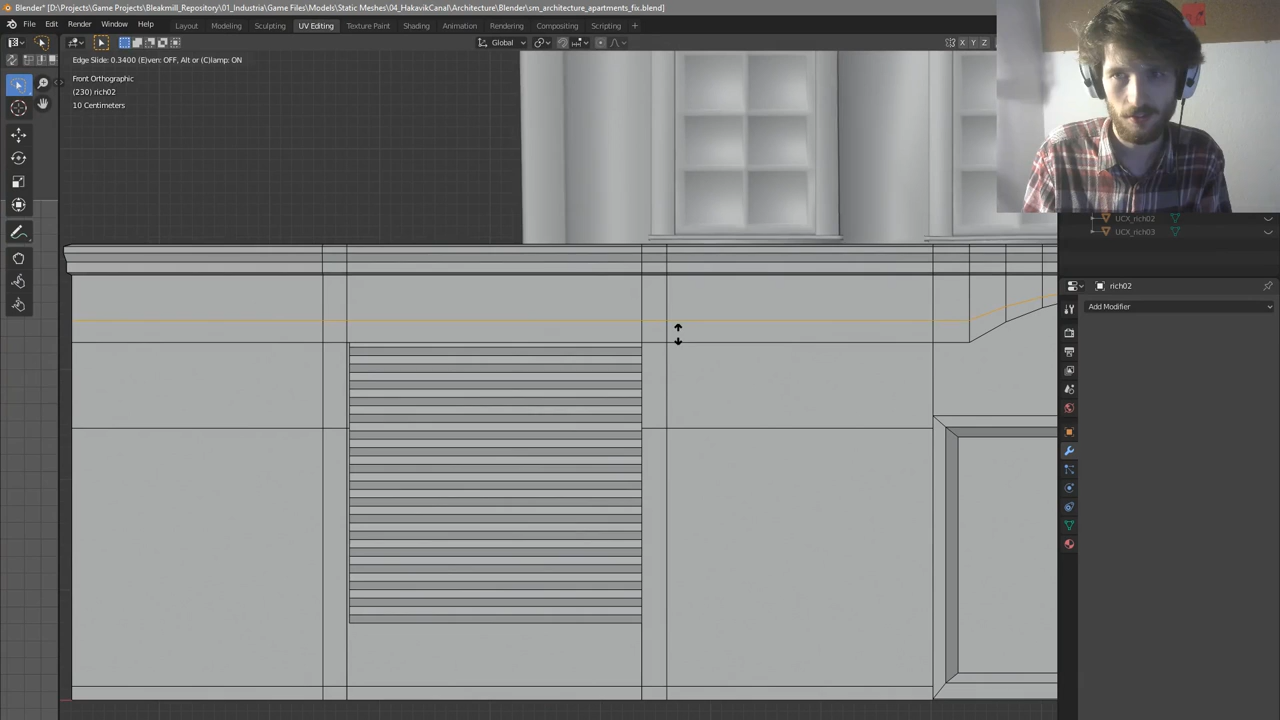 Blender* [D:\Projects\Game Projects\Bleakmill_Repository\01_Industria\Game Files\Models\Static Meshes\04_HakavikCanal\Architecture\Blender\sm_architecture_apartments_fix.blend]
File Edit Render Window Help Layout Modeling Sculpting UV Editing Texture Paint Shading Animation Rendering Compositing Scripting
Global X Y Z
Edge Slide: 0.3400 (E)ven: OFF, Alt or (C)lamp: ON
Front Orthographic
(230) rich02
10 Centimeters
UCX_rich02
UCX_rich03
rich02
Add Modifier